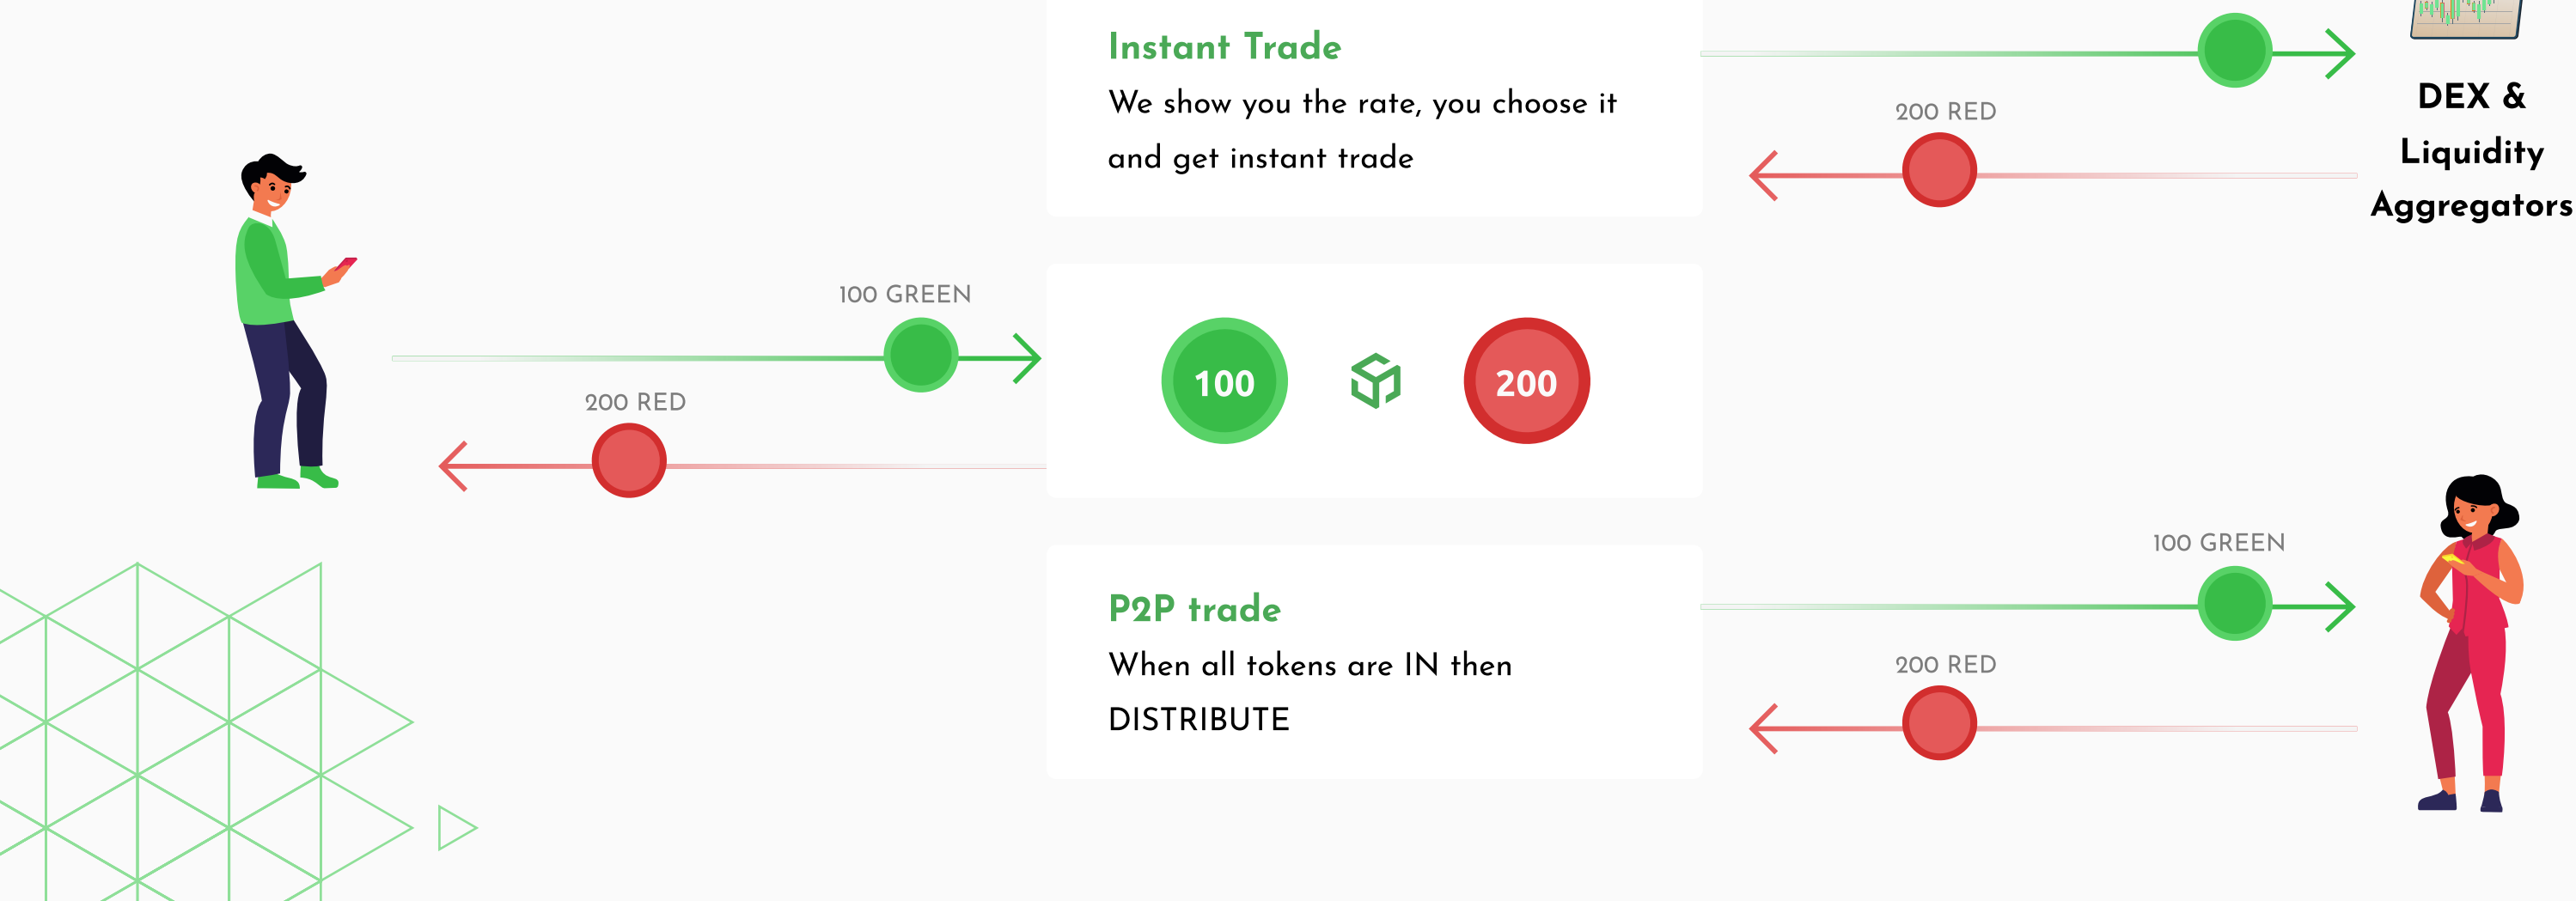 Instant Trade
We show you the rate, you choose it
and get instant trade
200 RED
DEX &
Liquidity
Aggregators
100 GREEN
200 RED
100
200
P2P trade
When all tokens are IN then
DISTRIBUTE
100 GREEN
200 RED